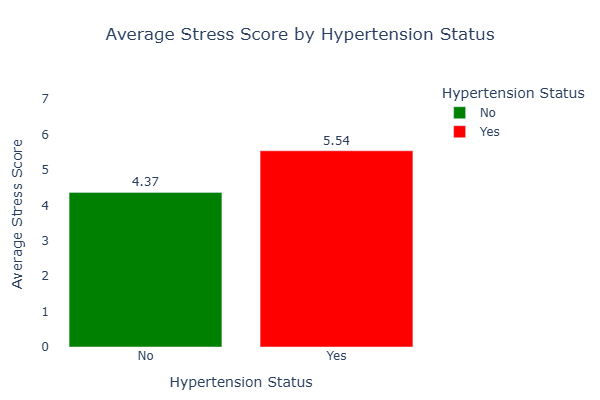 Average Stress Score by Hypertension Status
Hypertension Status
No
Yes
Average Stress Score
7
6
5
4
3
2
1
0
4.37
5.54
No
Yes
Hypertension Status